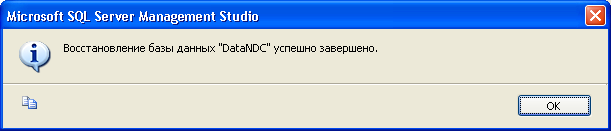 Microsoft SQL Server Management Studio
Восстановление базы данных "DataNDC" успешно завершено.
OK